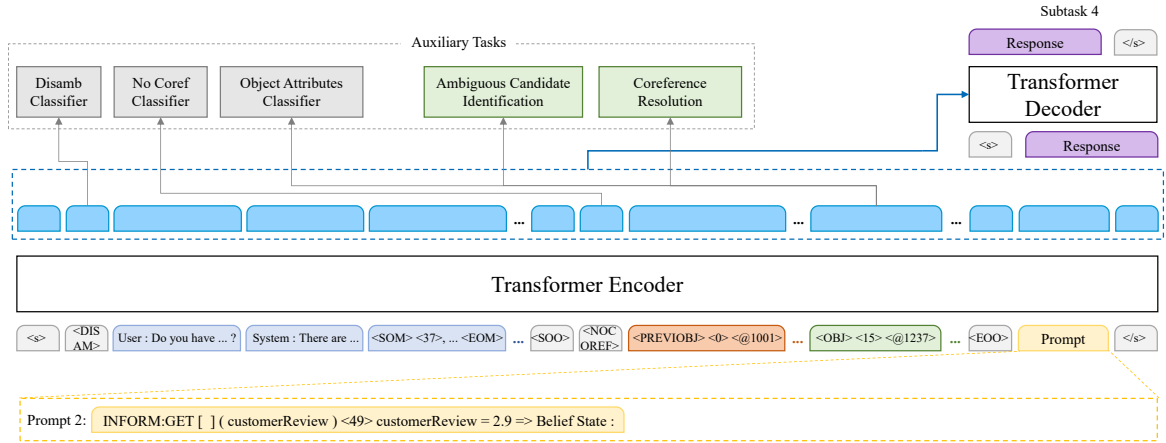 Subtask 4
Response </s>
Auxiliary Tasks
Disamb
Classifier
No Coref
Classifier
Object Attributes
Classifier
Ambiguous Candidate
Identification
Coreference
Resolution
Transformer
Decoder
<s> Response
... ... ...
Transformer Encoder
<s> <DIS
AM> User : Do you have ... ? System : There are ... <SOM> <37>, ... <EOM> ... <SOO> <NOC
OREF> <PREVIOBJ> <0> <@1001> ... <OBJ> <15> <@1237> ... <EOO> Prompt </s>
Prompt 2: INFORM:GET [ ] ( customerReview ) <49> customerReview = 2.9 => Belief State :